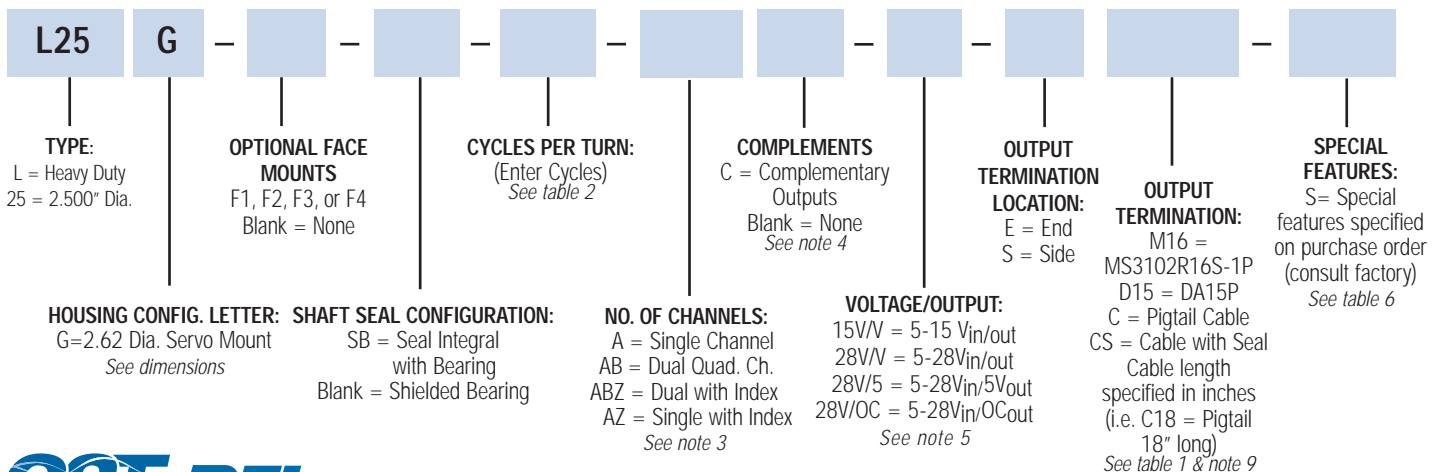 L25 G – – – – – – –
TYPE:
L = Heavy Duty
25 = 2.500" Dia.
HOUSING CONFIG. LETTER:
G=2.62 Dia. Servo Mount
See dimensions
OPTIONAL FACE
MOUNTS
F1, F2, F3, or F4
Blank = None
SHAFT SEAL CONFIGURATION:
SB = Seal Integral
with Bearing
Blank = Shielded Bearing
CYCLES PER TURN:
(Enter Cycles)
See table 2
NO. OF CHANNELS:
A = Single Channel
AB = Dual Quad. Ch.
ABZ = Dual with Index
AZ = Single with Index
See note 3
COMPLEMENTS
C = Complementary
Outputs
Blank = None
See note 4
VOLTAGE/OUTPUT:
15V/V = 5-15 Vin/out
28V/V = 5-28Vin/out
28V/5 = 5-28Vin/5Vout
28V/OC = 5-28Vin/OCout
See note 5
OUTPUT
TERMINATION
LOCATION:
E = End
S = Side
OUTPUT
TERMINATION:
M16 =
MS3102R16S-1P
D15 = DA15P
C = Pigtail Cable
CS = Cable with Seal
Cable length
specified in inches
(i.e. C18 = Pigtail
18" long)
See table 1 & note 9
SPECIAL
FEATURES:
S= Special
features specified
on purchase order
(consult factory)
See table 6